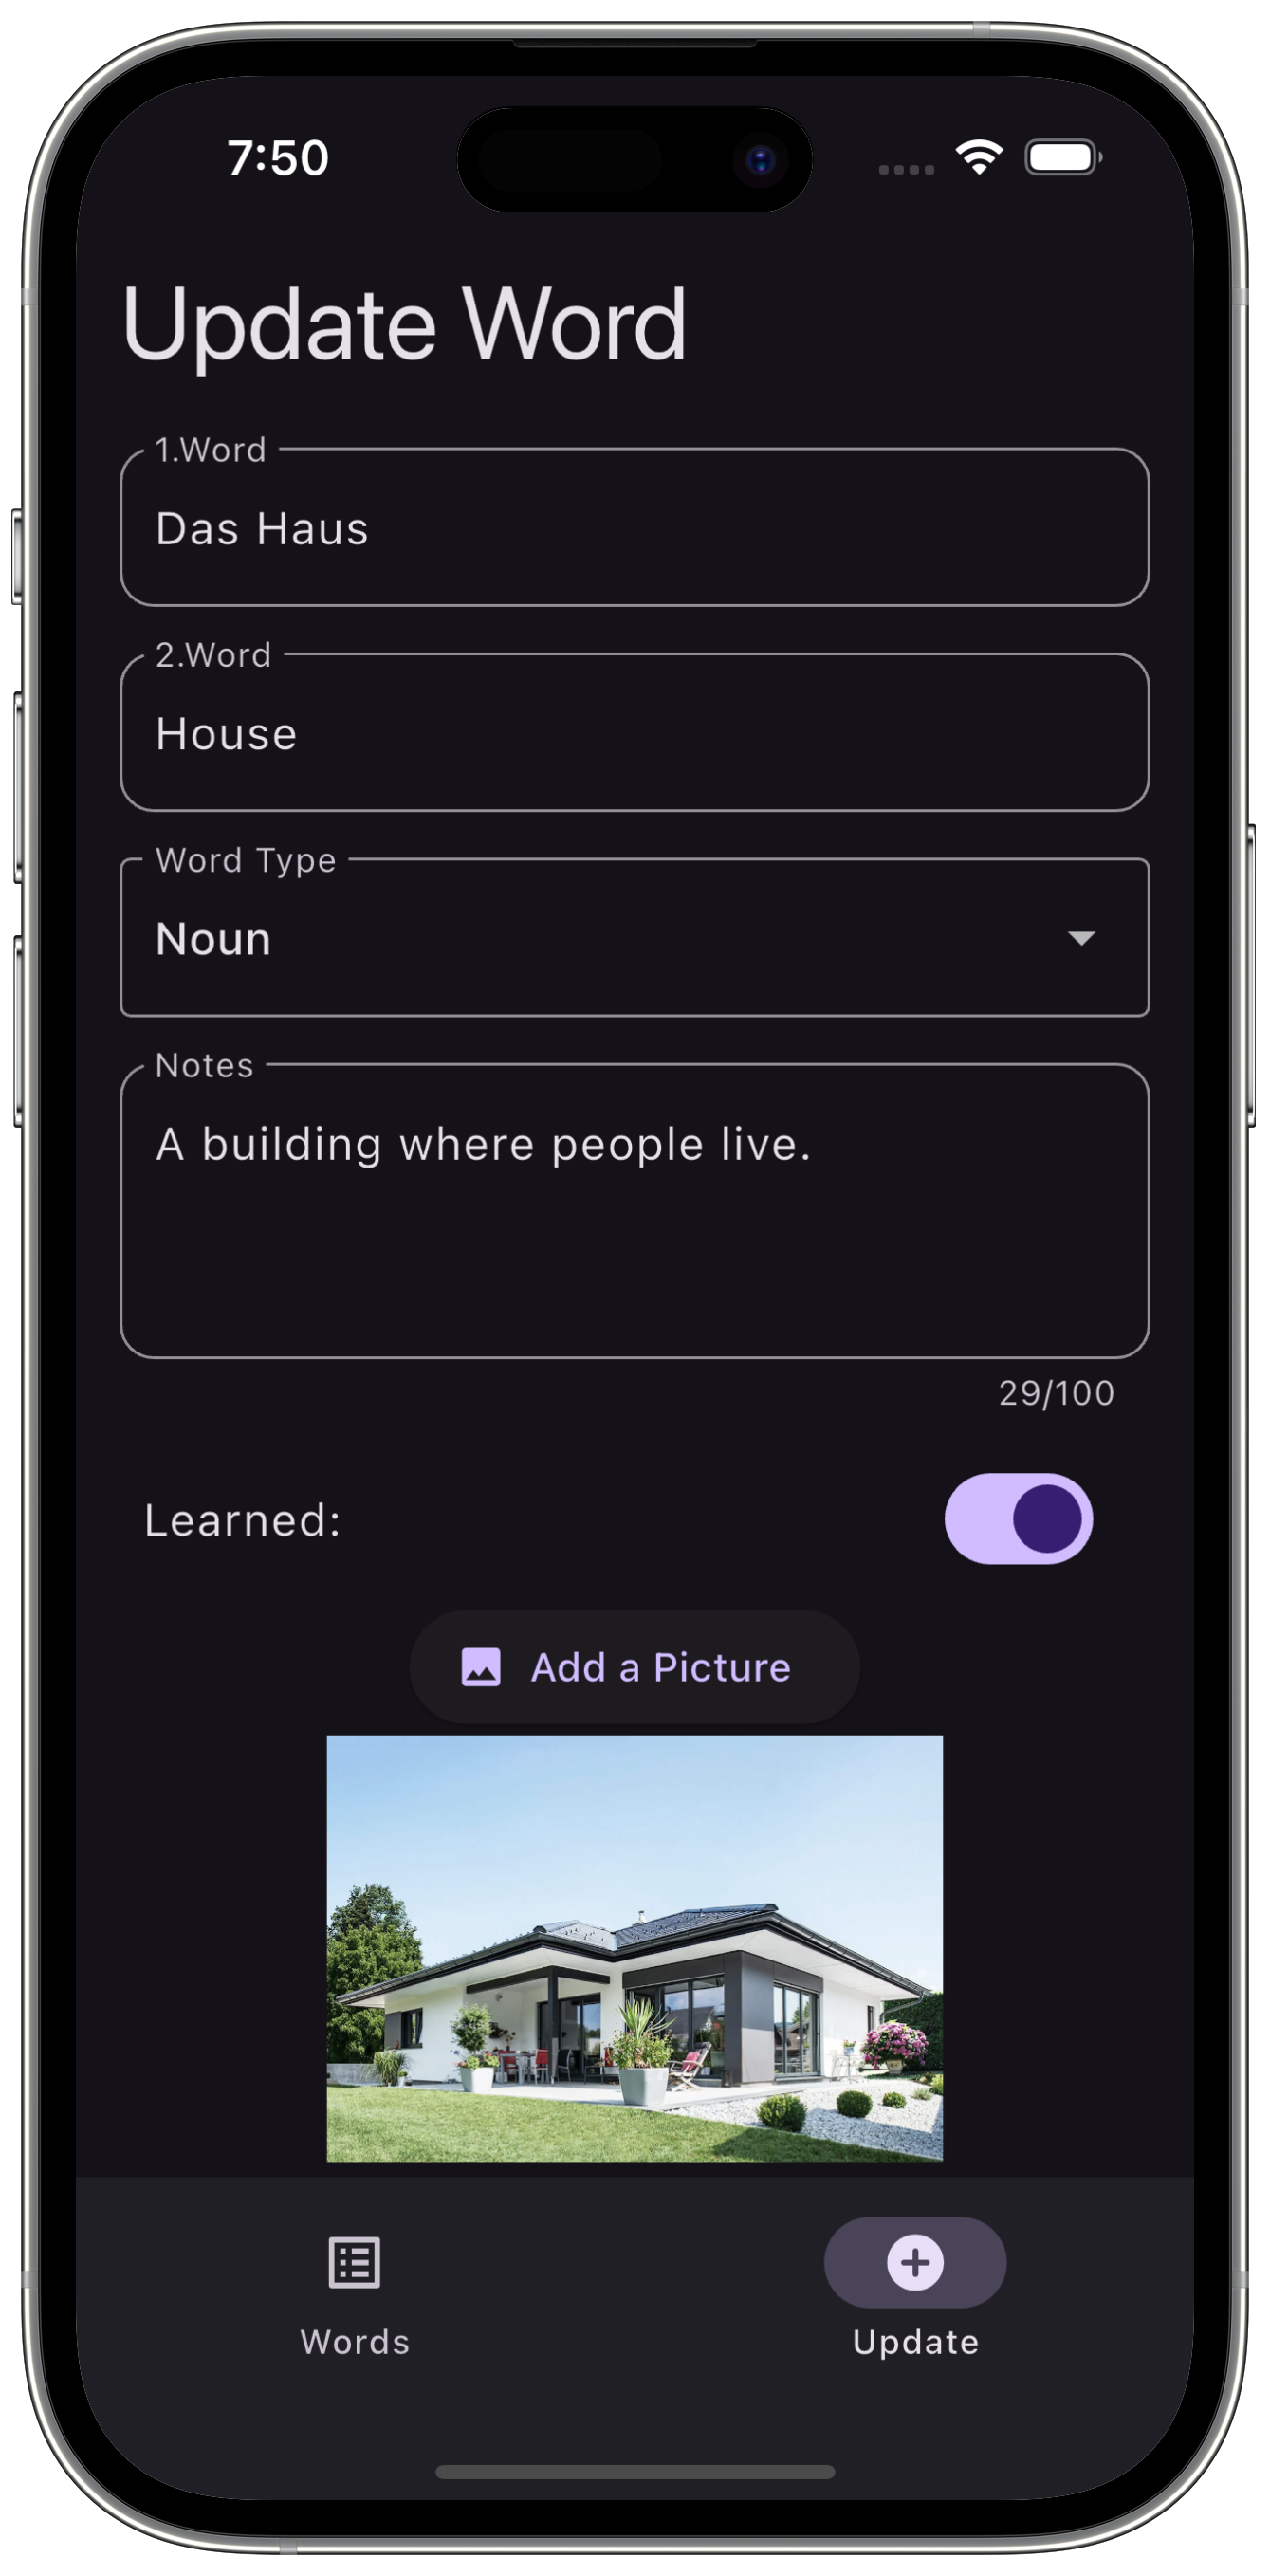 7:50
Update Word
1.Word
Das Haus
2.Word
House
Word Type
Noun
Notes
A building where people live.
29/100
Learned:
Add a Picture
Words
Update